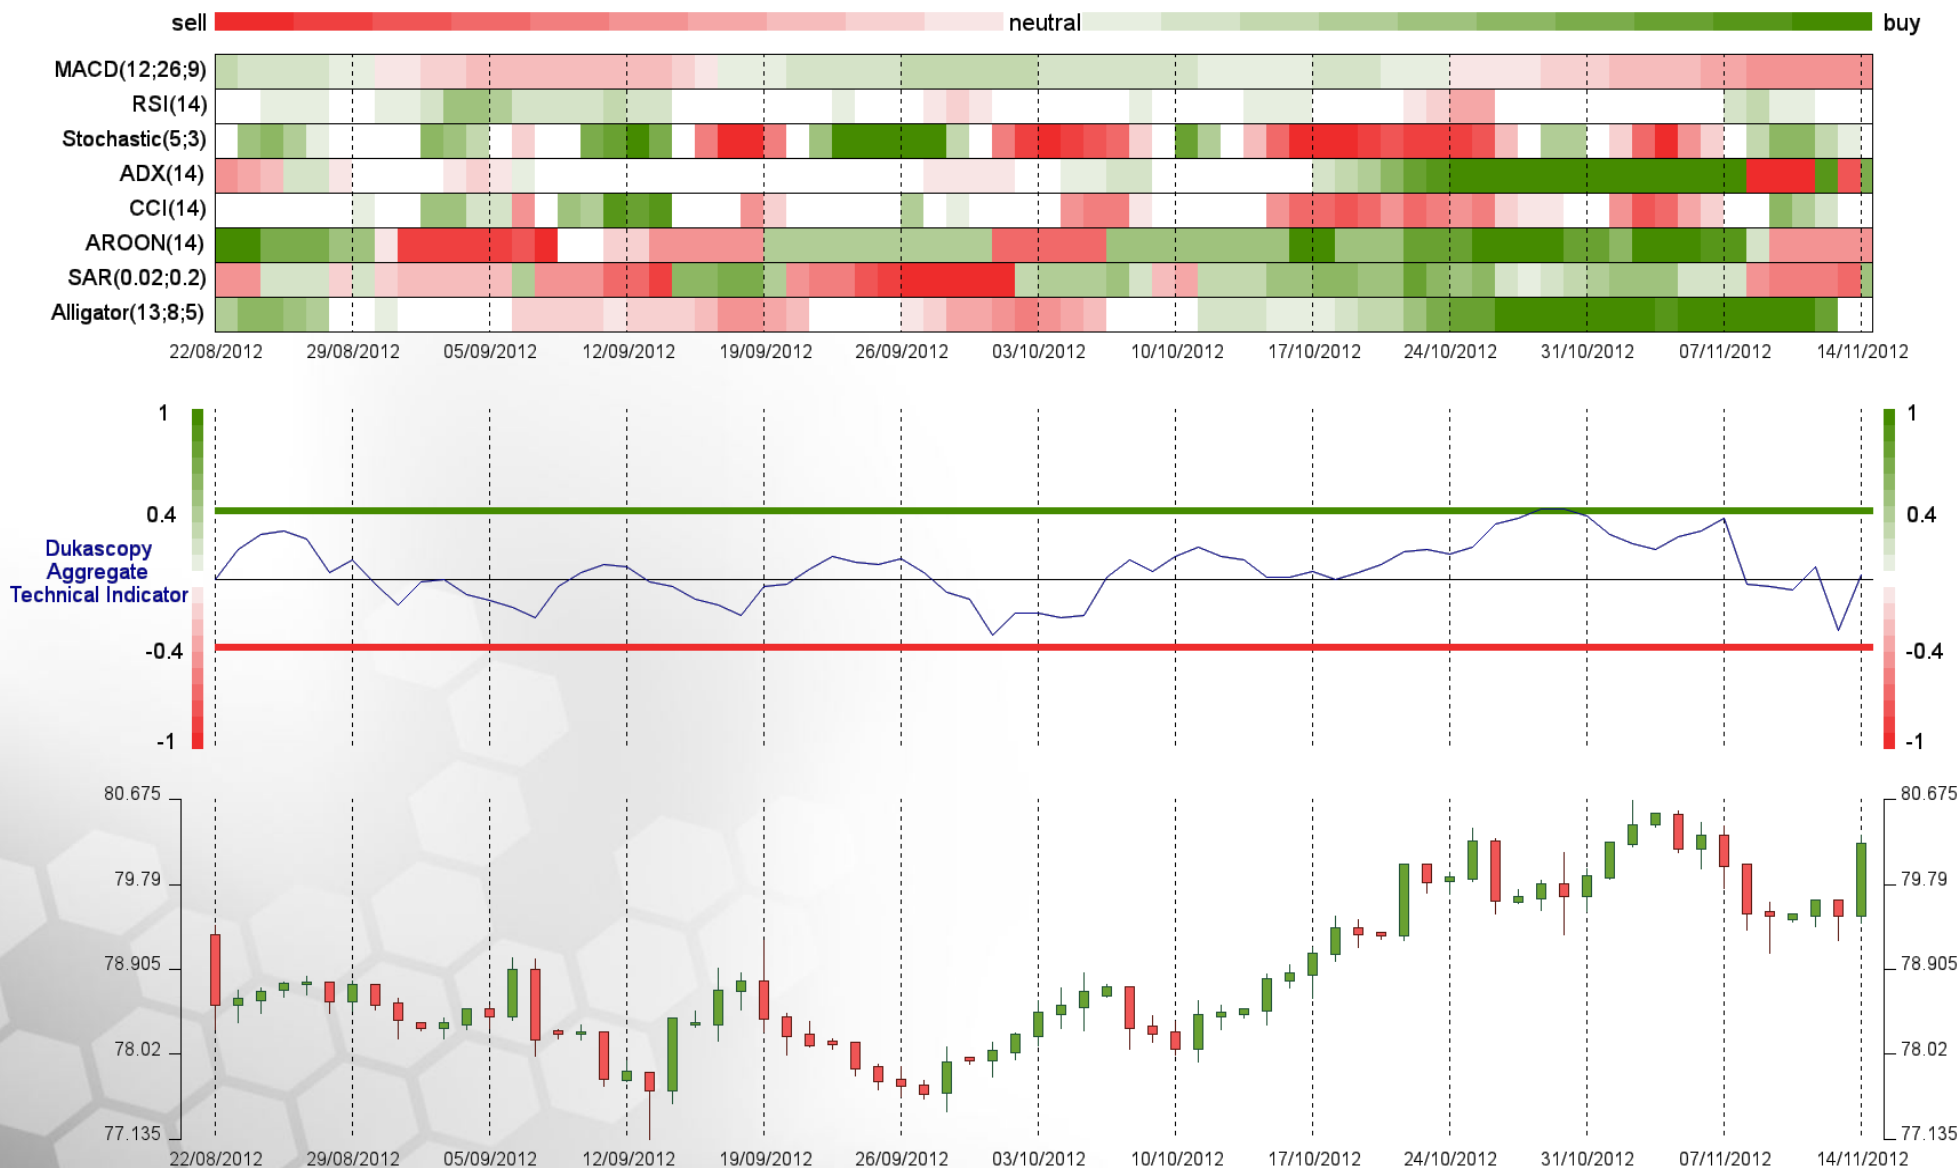 sell neutral buy
MACD(12;26;9)
RSI(14)
Stochastic(5;3)
ADX(14)
CCI(14)
AROON(14)
SAR(0.02;0.2)
Alligator(13;8;5)
22/08/2012 29/08/2012 05/09/2012 12/09/2012 19/09/2012 26/09/2012 03/10/2012 10/10/2012 17/10/2012 24/10/2012 31/10/2012 07/11/2012 14/11/2012
1 1
0.4 0.4
Dukascopy
Aggregate
Technical Indicator
-0.4 -0.4
-1 -1
80.675 80.675
79.79 79.79
78.905 78.905
78.02 78.02
77.135 77.135
22/08/2012 29/08/2012 05/09/2012 12/09/2012 19/09/2012 26/09/2012 03/10/2012 10/10/2012 17/10/2012 24/10/2012 31/10/2012 07/11/2012 14/11/2012